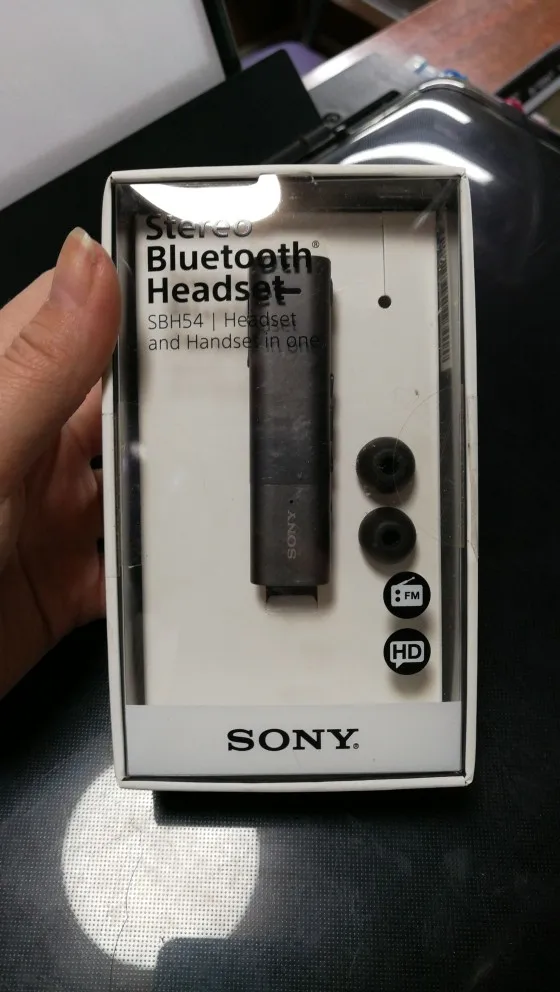 Stereo
Bluetooth®
Headset
SBH54 | Headset
and Handset in one
SONY
FM
HD
SONY®